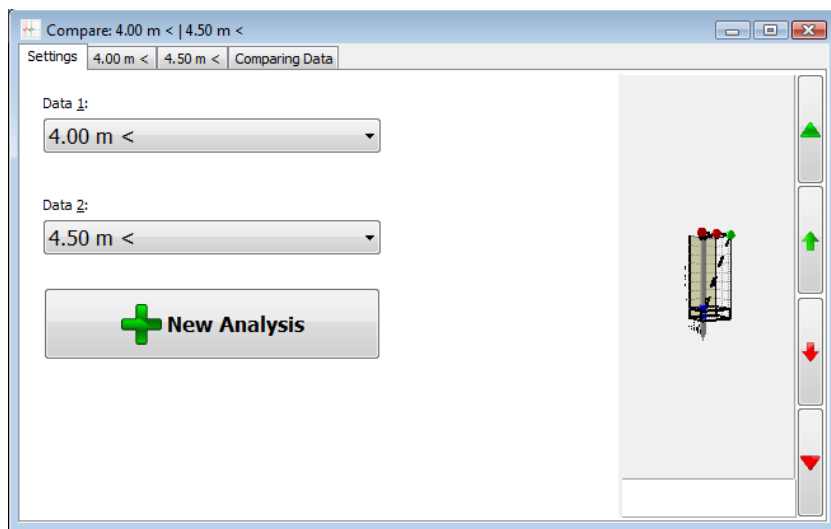 Compare: 4.00 m < | 4.50 m <
Settings 4.00 m < 4.50 m < Comparing Data
Data 1:
4.00 m <
Data 2:
4.50 m <
New Analysis